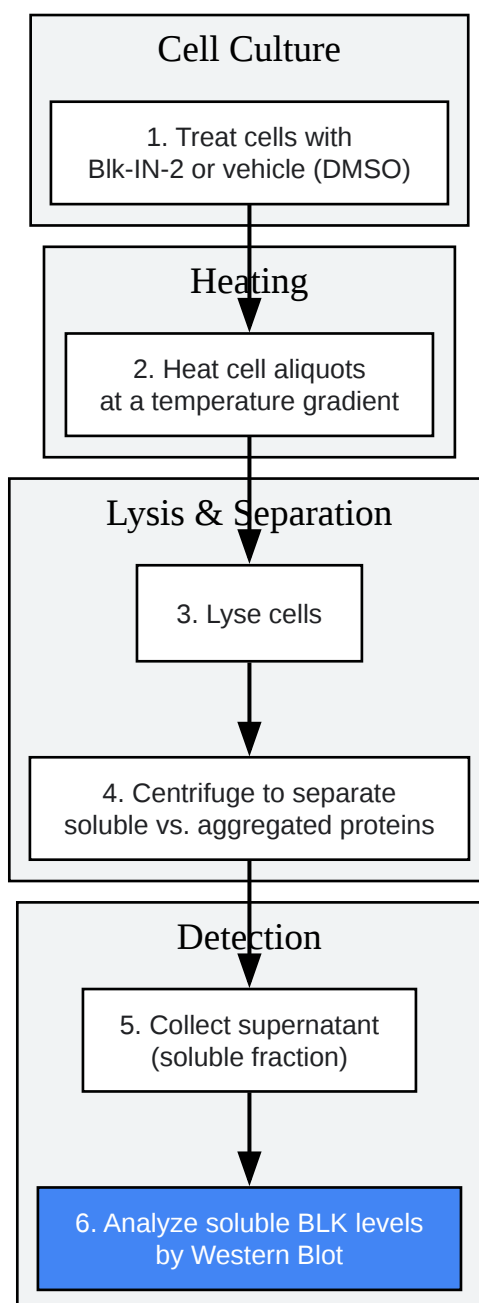 Cell Culture
1. Treat cells with
Blk-IN-2 or vehicle (DMSO)
Heating
2. Heat cell aliquots
at a temperature gradient
Lysis & Separation
3. Lyse cells
4. Centrifuge to separate
soluble vs. aggregated proteins
Detection
5. Collect supernatant
(soluble fraction)
6. Analyze soluble BLK levels
by Western Blot